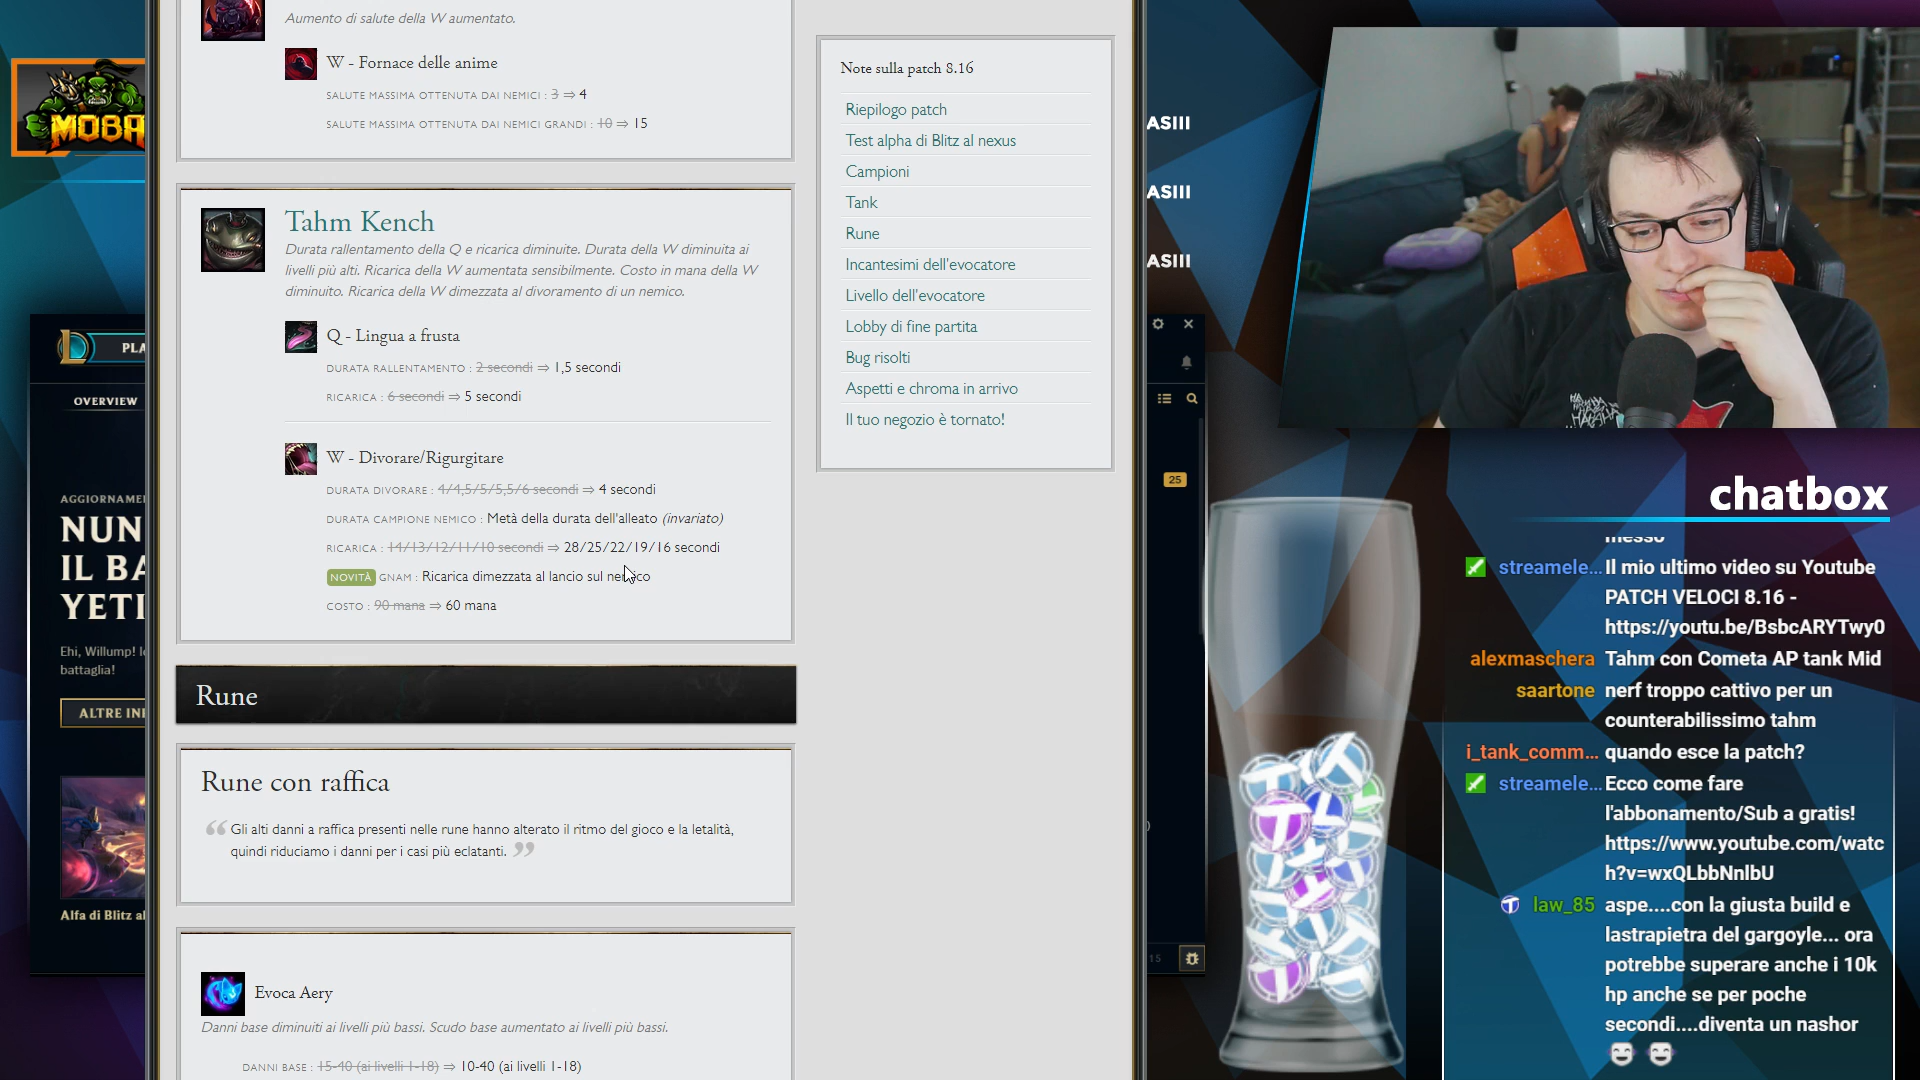 Aumento di salute della W aumentato.
W - Fornace delle anime
SALUTE MASSIMA OTTENUTA DAI NEMICI : 3 ⇒ 4
SALUTE MASSIMA OTTENUTA DAI NEMICI GRANDI : 10 ⇒ 15
Tahm Kench
Durata rallentamento della Q e ricarica diminuite. Durata della W diminuita ai
livelli più alti. Ricarica della W aumentata sensibilmente. Costo in mana della W
diminuito. Ricarica della W dimezzata al divoramento di un nemico.
Q - Lingua a frusta
DURATA RALLENTAMENTO : 2 secondi ⇒ 1,5 secondi
RICARICA : 6 secondi ⇒ 5 secondi
W - Divorare/Rigurgitare
DURATA DIVORARE : 4/4,5/5/5,5/6 secondi ⇒ 4 secondi
DURATA CAMPIONE NEMICO : Metà della durata dell'alleato (invariato)
RICARICA : 14/13/12/11/10 secondi ⇒ 28/25/22/19/16 secondi
NOVITÀ GNAM : Ricarica dimezzata al lancio sul nemico
COSTO : 90 mana ⇒ 60 mana
Rune
Rune con raffica
“ Gli alti danni a raffica presenti nelle rune hanno alterato il ritmo del gioco e la letalità,
quindi riduciamo i danni per i casi più eclatanti. ”
Evoca Aery
Danni base diminuiti ai livelli più bassi. Scudo base aumentato ai livelli più bassi.
DANNI BASE : 15-40 (ai livelli 1-18) ⇒ 10-40 (ai livelli 1-18)
Note sulla patch 8.16
Riepilogo patch
Test alpha di Blitz al nexus
Campioni
Tank
Rune
Incantesimi dell'evocatore
Livello dell'evocatore
Lobby di fine partita
Bug risolti
Aspetti e chroma in arrivo
Il tuo negozio è tornato!
MOBA
PLA
OVERVIEW
AGGIORNAME
NUN
IL BA
YETI
Ehi, Willump! Io
battaglia!
ALTRE INF
Alfa di Blitz al
ASIII
ASIII
ASIII
25
15
chatbox
messo
streamele... Il mio ultimo video su Youtube
PATCH VELOCI 8.16 -
https://youtu.be/BsbcARYTwy0
alexmaschera Tahm con Cometa AP tank Mid
saartone nerf troppo cattivo per un
counterabilissimo tahm
i_tank_comm... quando esce la patch?
streamele... Ecco come fare
l'abbonamento/Sub a gratis!
https://www.youtube.com/watc
h?v=wxQLbbNnlbU
law_85 aspe....con la giusta build e
lastrapietra del gargoyle... ora
potrebbe superare anche i 10k
hp anche se per poche
secondi....diventa un nashor